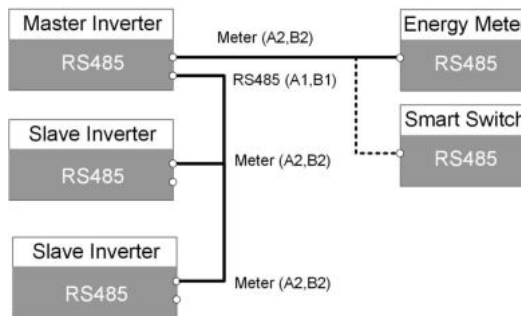 Master Inverter
RS485
Meter (A2,B2)
Energy Meter
RS485
RS485 (A1,B1)
Smart Switch
RS485
Slave Inverter
RS485
Meter (A2,B2)
Slave Inverter
RS485
Meter (A2,B2)